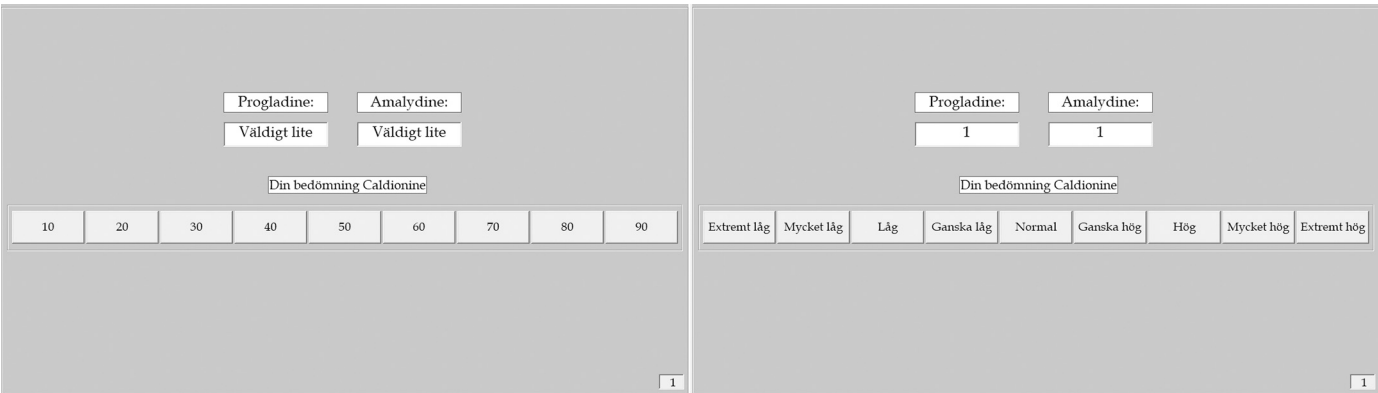 Progladine: Amalydine:
Väldigt lite Väldigt lite
Din bedömning Caldionine
10 20 30 40 50 60 70 80 90
1
Progladine: Amalydine:
1 1
Din bedömning Caldionine
Extremt låg Mycket låg Låg Ganska låg Normal Ganska hög Hög Mycket hög Extremt hög
1